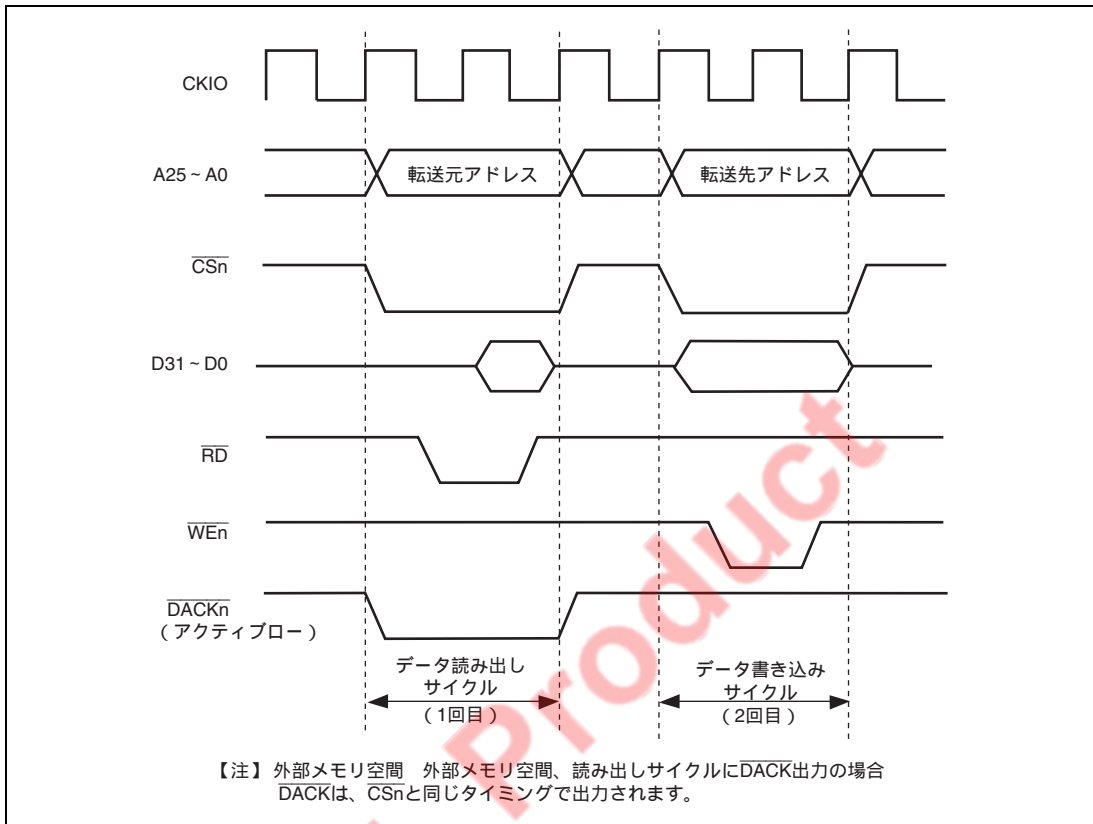 CKIO
A25~A0
転送元アドレス
転送先アドレス
CSn
D31~D0
RD
WEn
DACKn
(アクティブロー)
データ読み出し
サイクル
(1回目)
データ書き込み
サイクル
(2回目)
【注】 外部メモリ空間 外部メモリ空間、読み出しサイクルにDACK出力の場合
DACKは、CSnと同じタイミングで出力されます。
Product